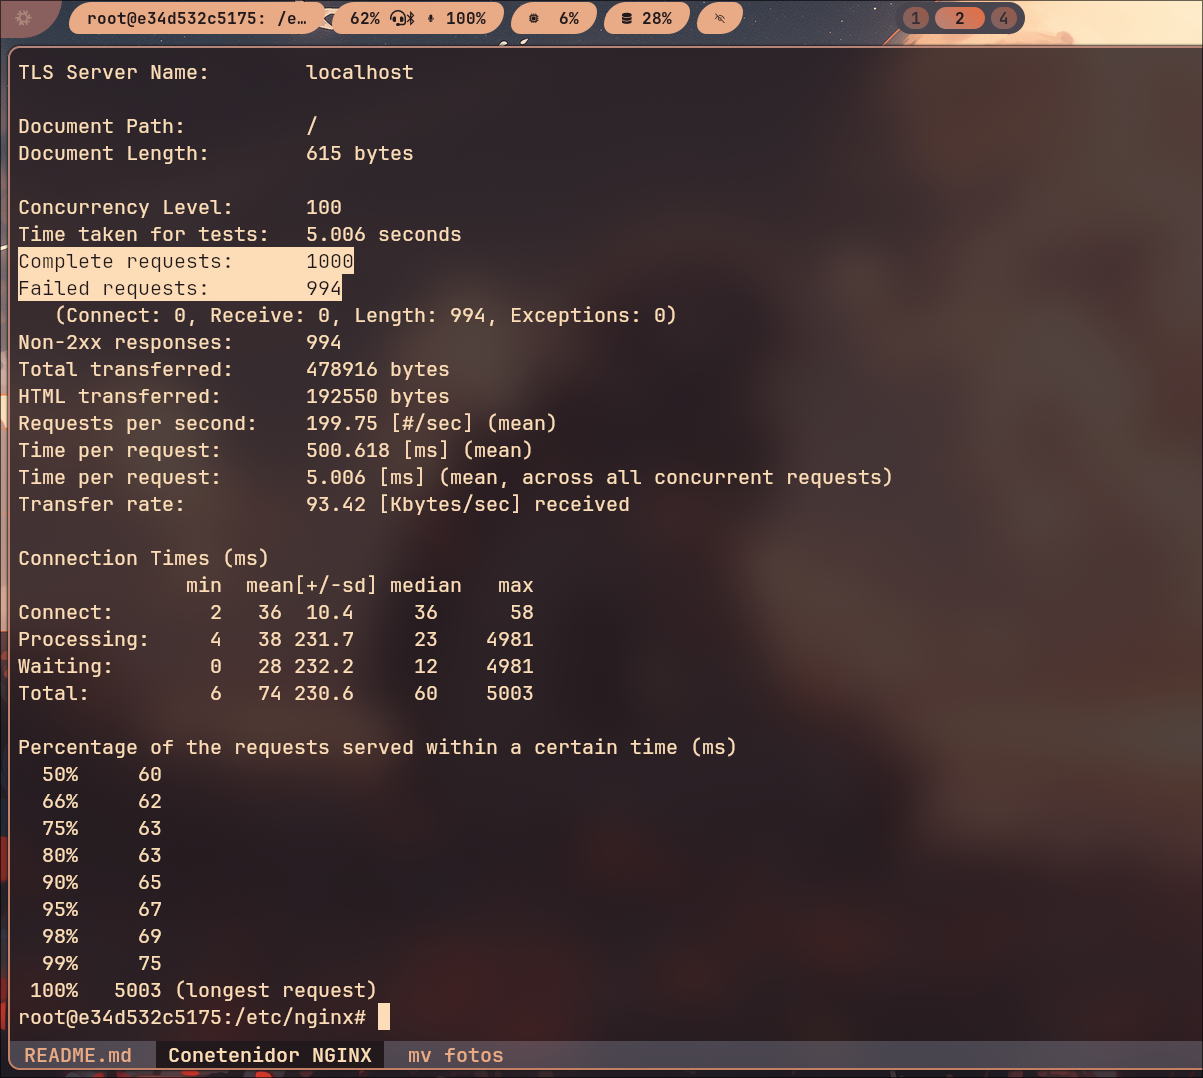 root@e34d532c5175: /e… 62% 100% 6% 28% 1 2 4
TLS Server Name:        localhost
Document Path:          /
Document Length:        615 bytes
Concurrency Level:      100
Time taken for tests:   5.006 seconds
Complete requests:      1000
Failed requests:        994
   (Connect: 0, Receive: 0, Length: 994, Exceptions: 0)
Non-2xx responses:      994
Total transferred:      478916 bytes
HTML transferred:       192550 bytes
Requests per second:    199.75 [#/sec] (mean)
Time per request:       500.618 [ms] (mean)
Time per request:       5.006 [ms] (mean, across all concurrent requests)
Transfer rate:          93.42 [Kbytes/sec] received
Connection Times (ms)
              min  mean[+/-sd] median   max
Connect:        2   36  10.4     36      58
Processing:     4   38 231.7     23    4981
Waiting:        0   28 232.2     12    4981
Total:          6   74 230.6     60    5003
Percentage of the requests served within a certain time (ms)
  50%     60
  66%     62
  75%     63
  80%     63
  90%     65
  95%     67
  98%     69
  99%     75
 100%   5003 (longest request)
root@e34d532c5175:/etc/nginx#
README.md Conetenidor NGINX mv fotos